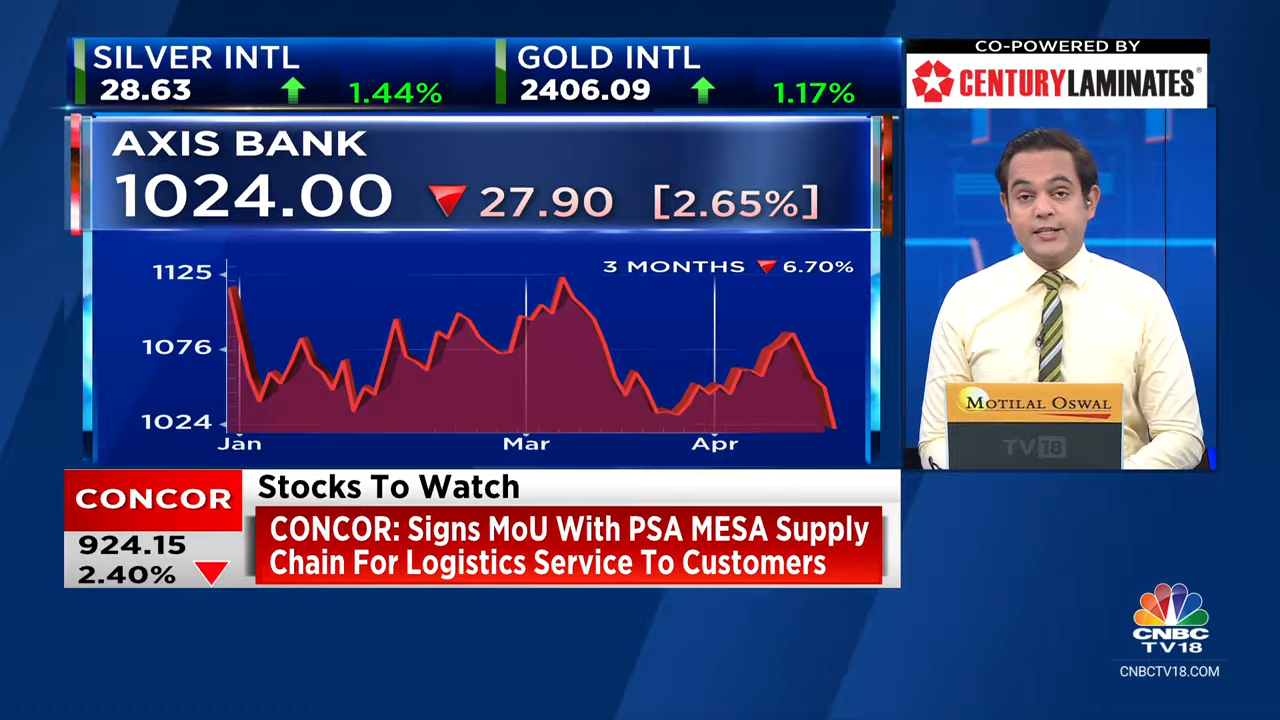 SILVER INTL
28.63 1.44%
GOLD INTL
2406.09 1.17%
CO-POWERED BY
CENTURYLAMINATES®
AXIS BANK
1024.00 27.90 [2.65%]
3 MONTHS 6.70%
1125
1076
1024
Jan Mar Apr
MOTILAL OSWAL
TV18
CONCOR
924.15
2.40%
Stocks To Watch
CONCOR: Signs MoU With PSA MESA Supply
Chain For Logistics Service To Customers
CNBC
TV18
CNBCTV18.COM